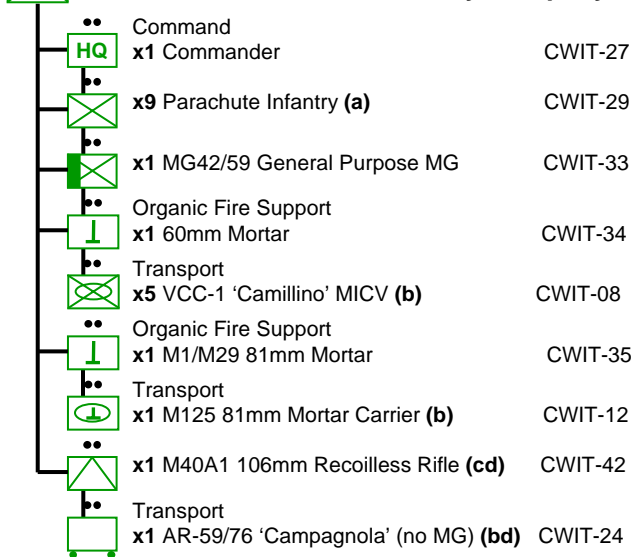 Command
HQ x1 Commander CWIT-27
x9 Parachute Infantry (a) CWIT-29
x1 MG42/59 General Purpose MG CWIT-33
Organic Fire Support
x1 60mm Mortar CWIT-34
Transport
x5 VCC-1 ‘Camillino’ MICV (b) CWIT-08
Organic Fire Support
x1 M1/M29 81mm Mortar CWIT-35
Transport
x1 M125 81mm Mortar Carrier (b) CWIT-12
x1 M40A1 106mm Recoilless Rifle (cd) CWIT-42
Transport
x1 AR-59/76 ‘Campagnola’ (no MG) (bd) CWIT-24